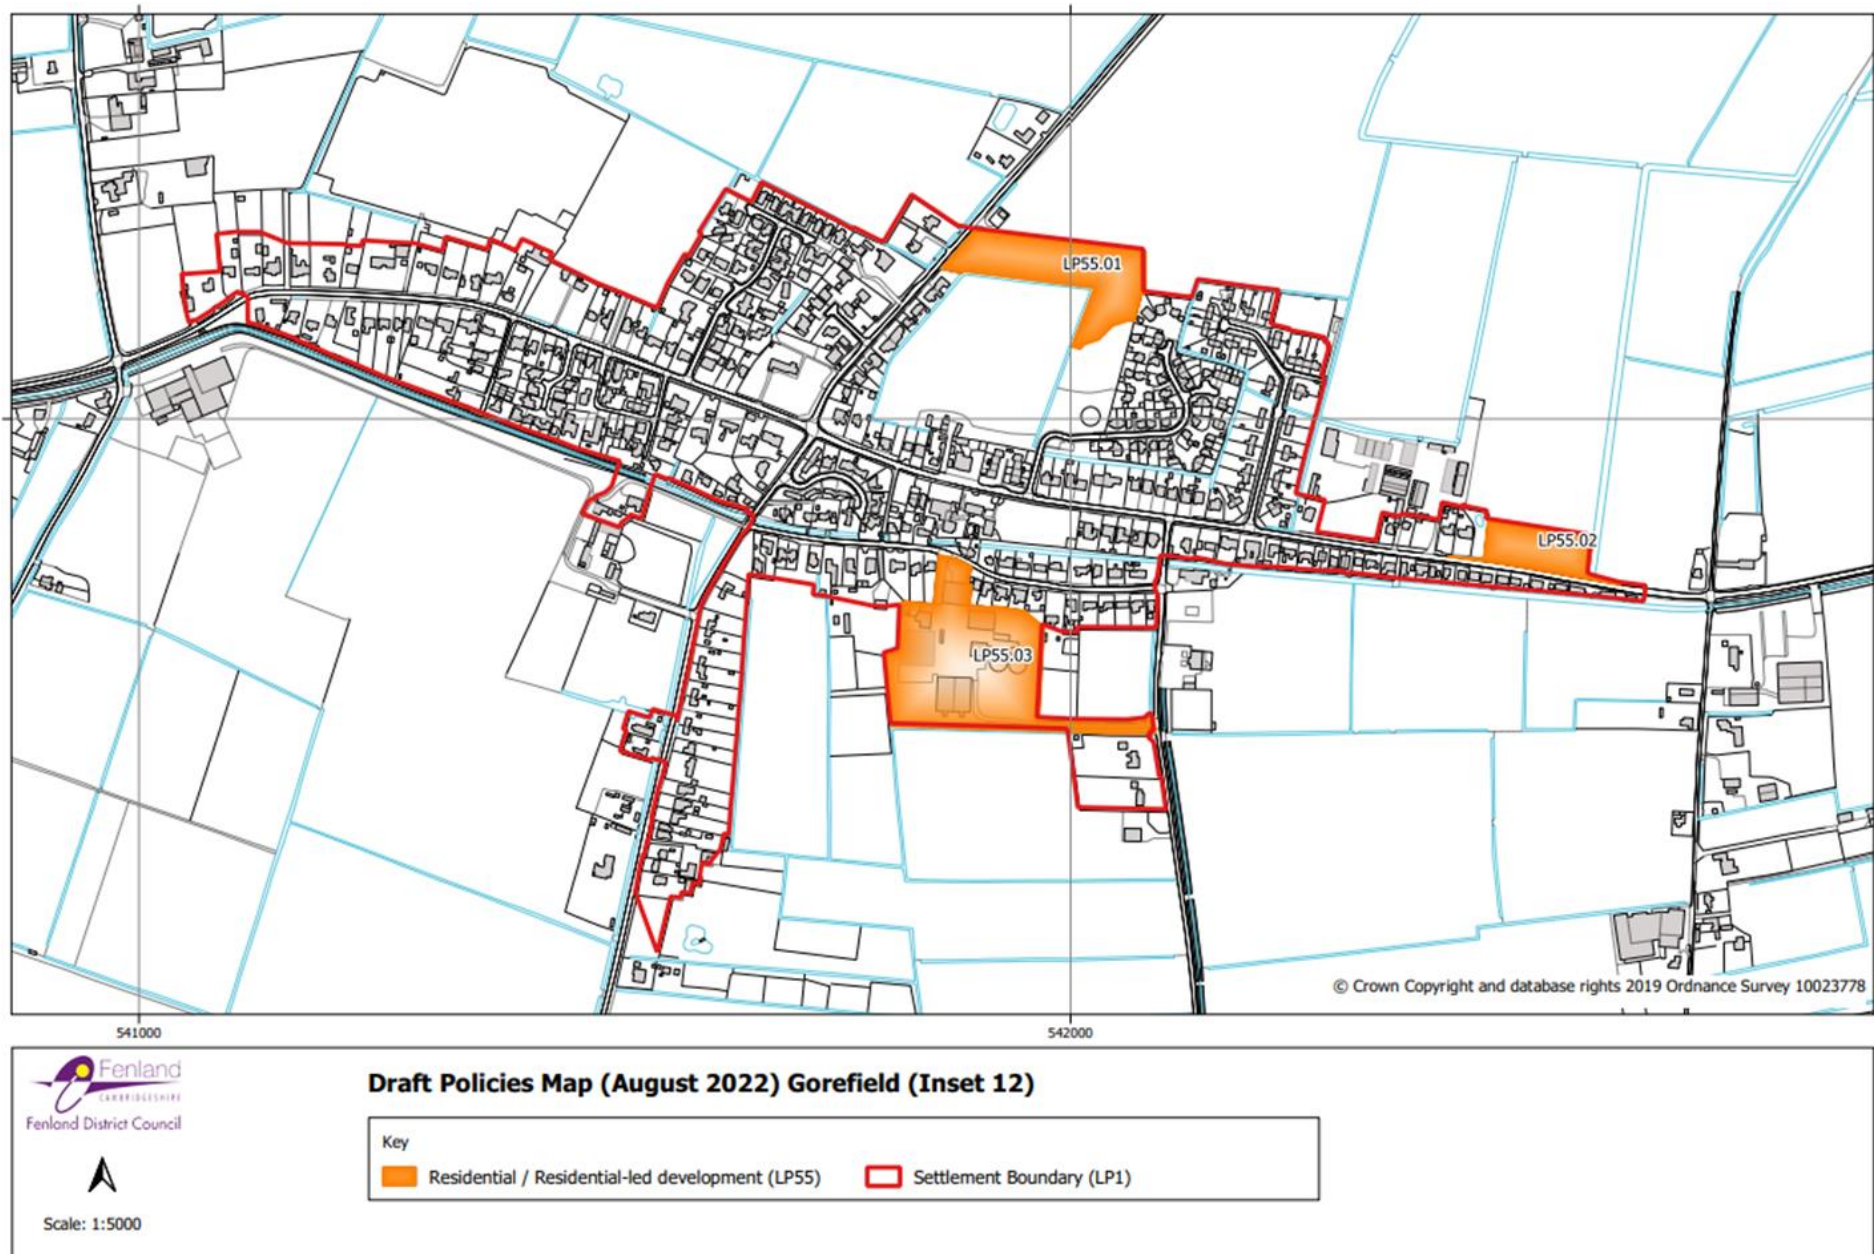 LP55.01
LP55.02
LP55.03
© Crown Copyright and database rights 2019 Ordnance Survey 10023778
541000
542000
Fenland
CAMBRIDGESHIRE
Fenland District Council
Scale: 1:5000
Draft Policies Map (August 2022) Gorefield (Inset 12)
Key
Residential / Residential-led development (LP55)
Settlement Boundary (LP1)